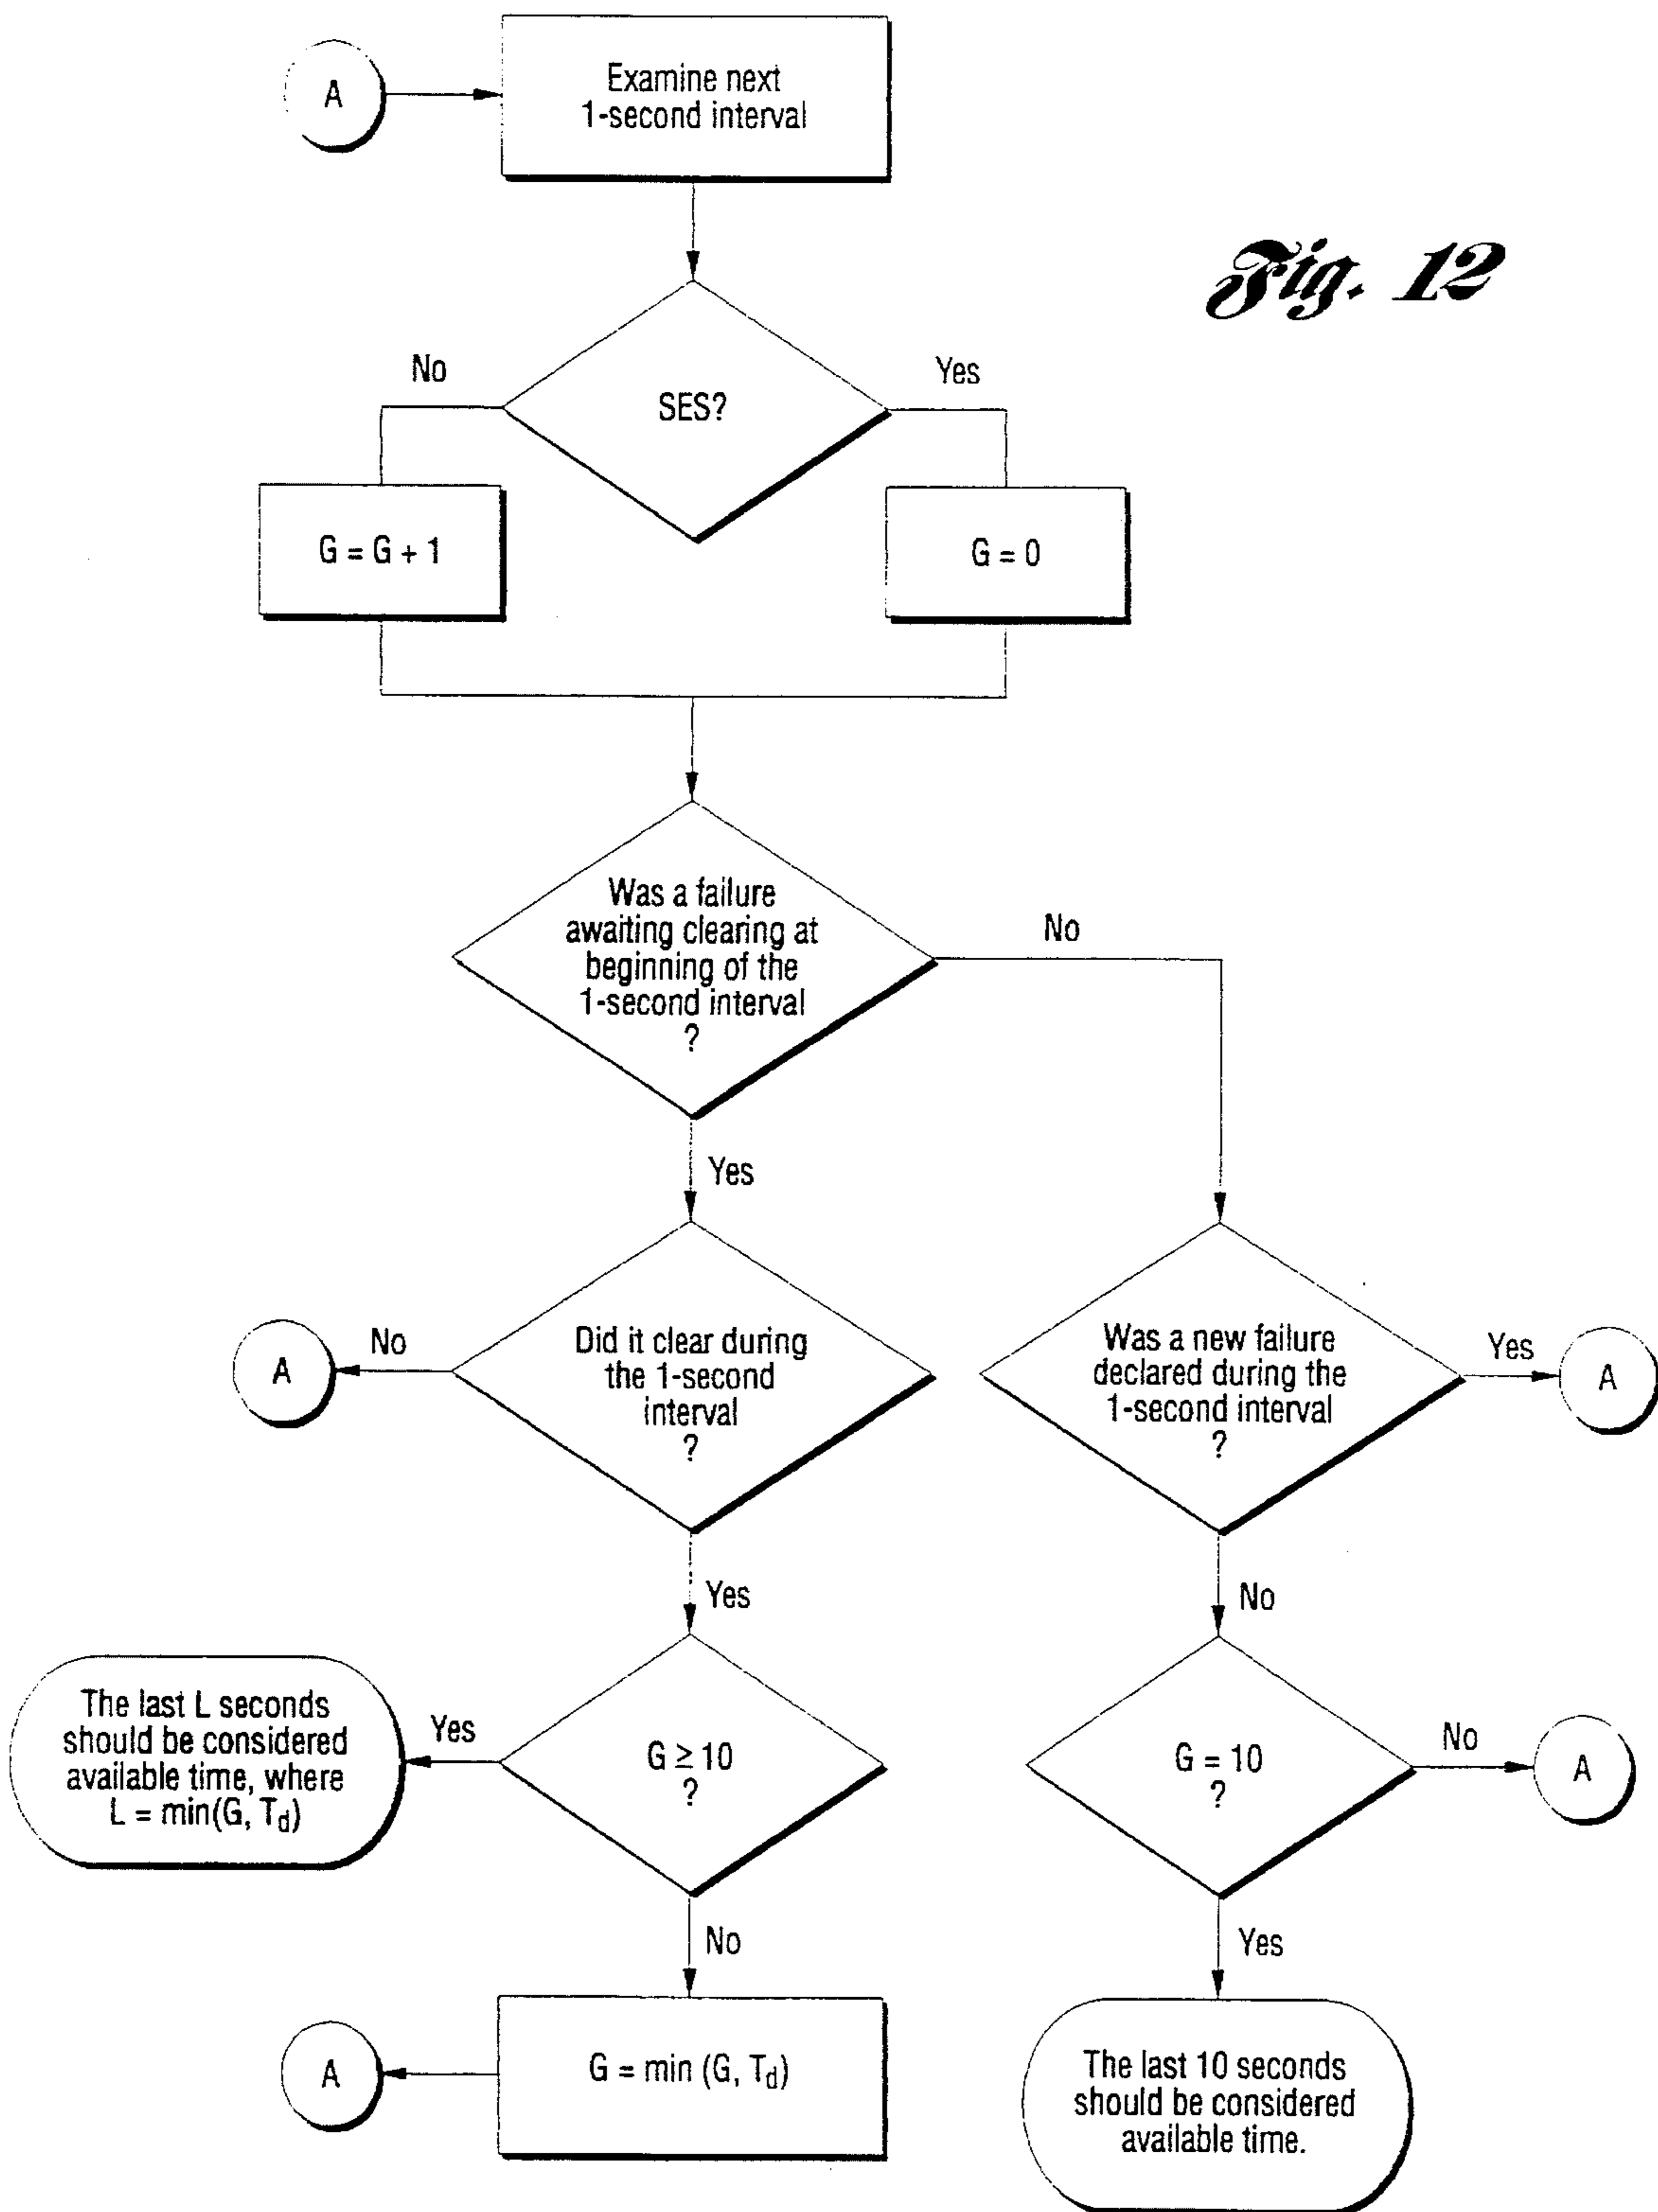 A
Examine next
1-second interval
Fig. 12
No
SES?
Yes
G = G + 1
G = 0
Was a failure
awaiting clearing at
beginning of the
1-second interval
?
No
Yes
A
No
Did it clear during
the 1-second
interval
?
Was a new failure
declared during the
1-second interval
?
Yes
A
Yes
No
The last L seconds
should be considered
available time, where
L = min(G, Td)
Yes
G ≥ 10
?
G = 10
?
No
A
No
Yes
A
G = min (G, Td)
The last 10 seconds
should be considered
available time.